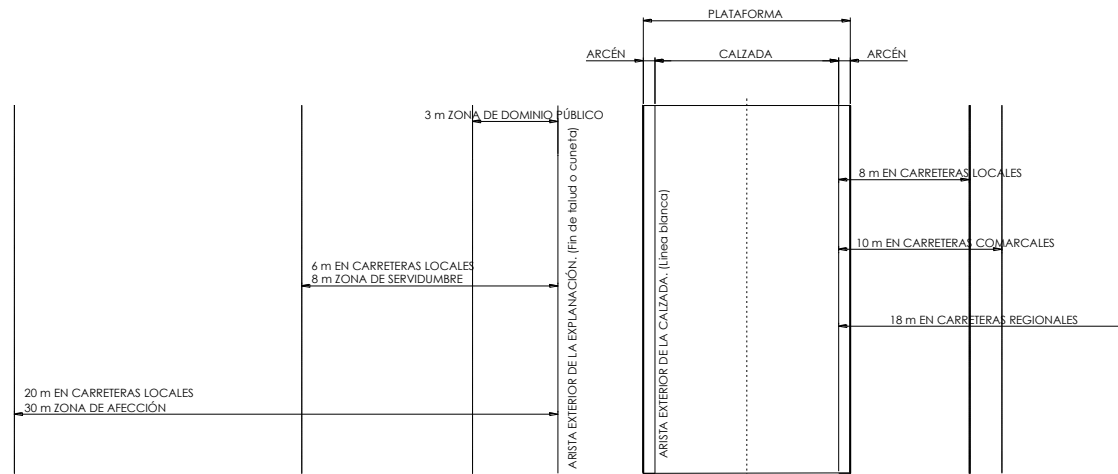 PLATAFORMA
ARCÉN
CALZADA
ARCÉN
3 m ZONA DE DOMINIO PÚBLICO
ARISTA EXTERIOR DE LA EXPLANACIÓN. (Fin de talud o cuneta)
ARISTA EXTERIOR DE LA CALZADA. (Linea blanca)
8 m EN CARRETERAS LOCALES
10 m EN CARRETERAS COMARCALES
6 m EN CARRETERAS LOCALES
8 m ZONA DE SERVIDUMBRE
18 m EN CARRETERAS REGIONALES
20 m EN CARRETERAS LOCALES
30 m ZONA DE AFECCIÓN